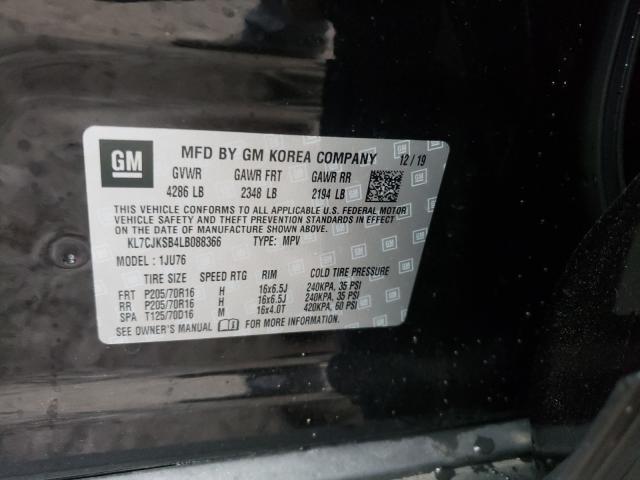 GM MFD BY GM KOREA COMPANY 12/19
GVWR GAWR FRT GAWR RR
4286 LB 2348 LB 2194 LB
THIS VEHICLE CONFORMS TO ALL APPLICABLE U.S. FEDERAL MOTOR
VEHICLE SAFETY AND THEFT PREVENTION STANDARDS IN EFFECT
ON THE DATE OF MANUFACTURE SHOWN ABOVE.
KL7CJKSB4LB088366 TYPE: MPV
MODEL : 1JU76
TIRE SIZE SPEED RTG RIM COLD TIRE PRESSURE
FRT P205/70R16 H 16x6.5J 240KPA, 35 PSI
RR P205/70R16 H 16x6.5J 240KPA, 35 PSI
SPA T125/70D16 M 16x4.0T 420KPA, 60 PSI
SEE OWNER'S MANUAL FOR MORE INFORMATION.